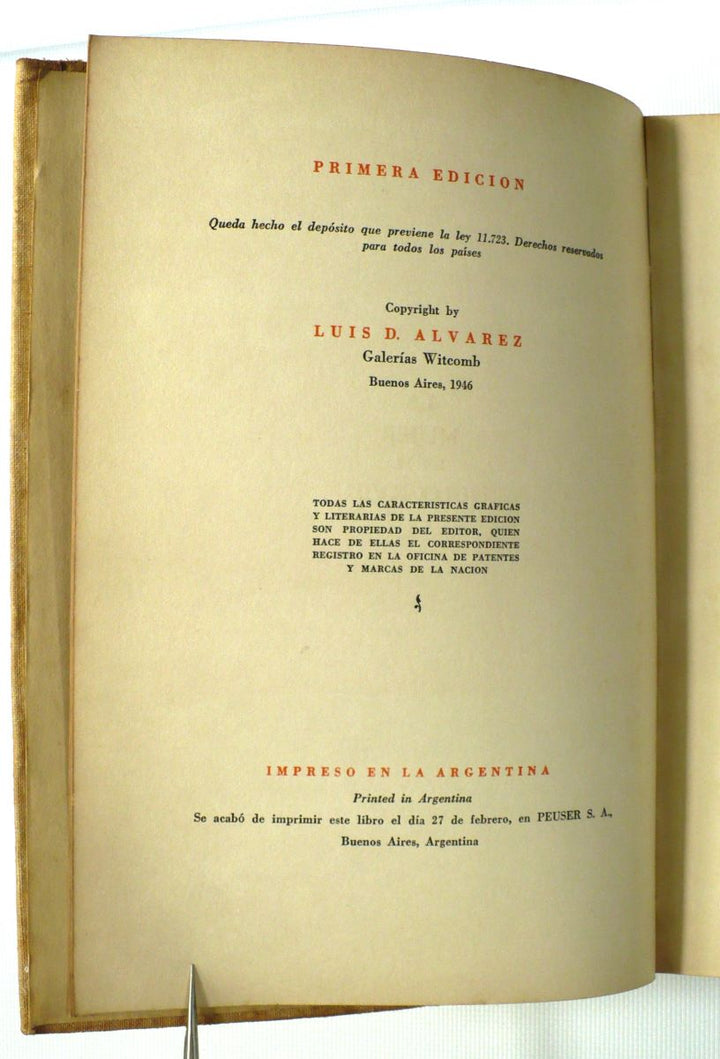 PRIMERA EDICION
Queda hecho el depósito que previene la ley 11.723. Derechos reservados
para todos los países
Copyright by
LUIS D. ALVAREZ
Galerías Witcomb
Buenos Aires, 1946
TODAS LAS CARACTERISTICAS GRAFICAS
Y LITERARIAS DE LA PRESENTE EDICION
SON PROPIEDAD DEL EDITOR, QUIEN
HACE DE ELLAS EL CORRESPONDIENTE
REGISTRO EN LA OFICINA DE PATENTES
Y MARCAS DE LA NACION
IMPRESO EN LA ARGENTINA
Printed in Argentina
Se acabó de imprimir este libro el día 27 de febrero, en PEUSER S. A.,
Buenos Aires, Argentina